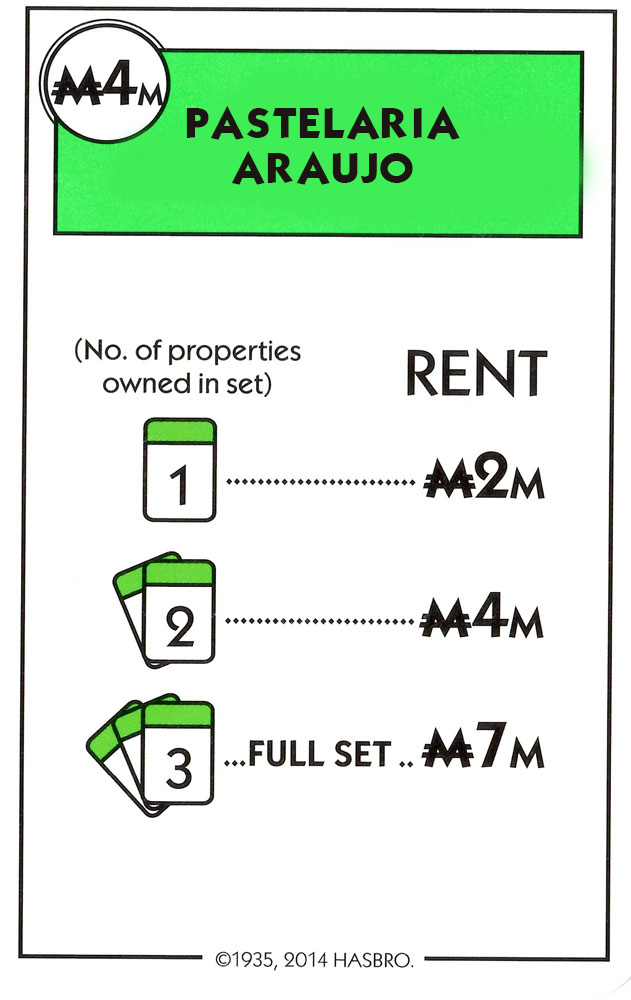 ₩4M
PASTELARIA
ARAUJO
(No. of properties
owned in set)
RENT
1 ........ ₩2M
2 ........ ₩4M
3 ...FULL SET .. ₩7M
©1935, 2014 HASBRO.